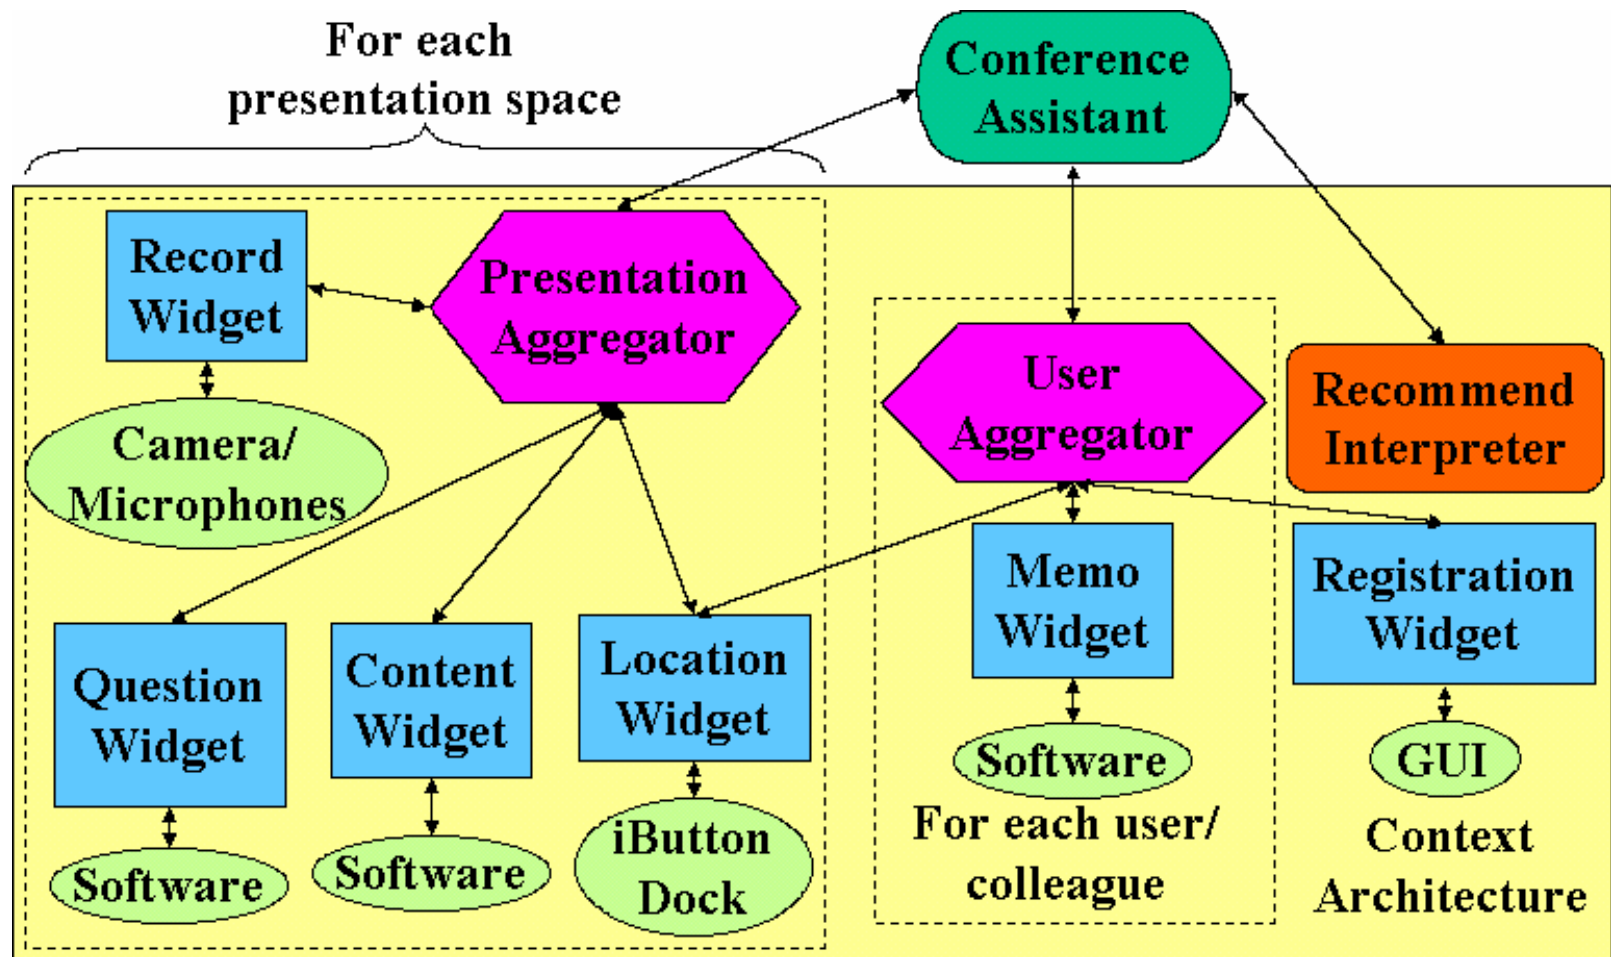 For each
presentation space
Conference
Assistant
Record
Widget
Presentation
Aggregator
Camera/
Microphones
User
Aggregator
Recommend
Interpreter
Question
Widget
Content
Widget
Location
Widget
Memo
Widget
Registration
Widget
Software
Software
iButton
Dock
Software
GUI
For each user/
colleague
Context
Architecture